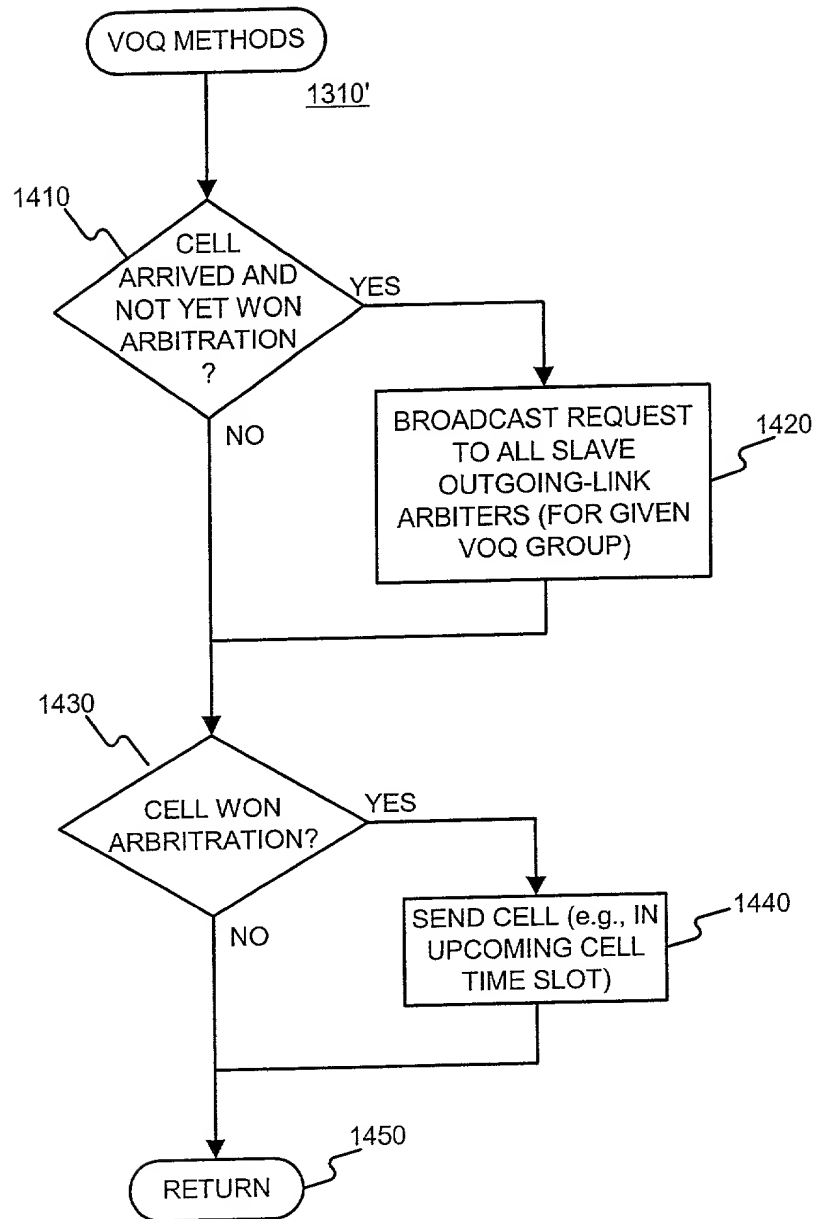 VOQ METHODS
1310'
1410
CELL
ARRIVED AND
NOT YET WON
ARBITRATION
?
YES
NO
BROADCAST REQUEST
TO ALL SLAVE
OUTGOING-LINK
ARBITERS (FOR GIVEN
VOQ GROUP)
1420
1430
CELL WON
ARBRITRATION?
YES
NO
SEND CELL (e.g., IN
UPCOMING CELL
TIME SLOT)
1440
1450
RETURN